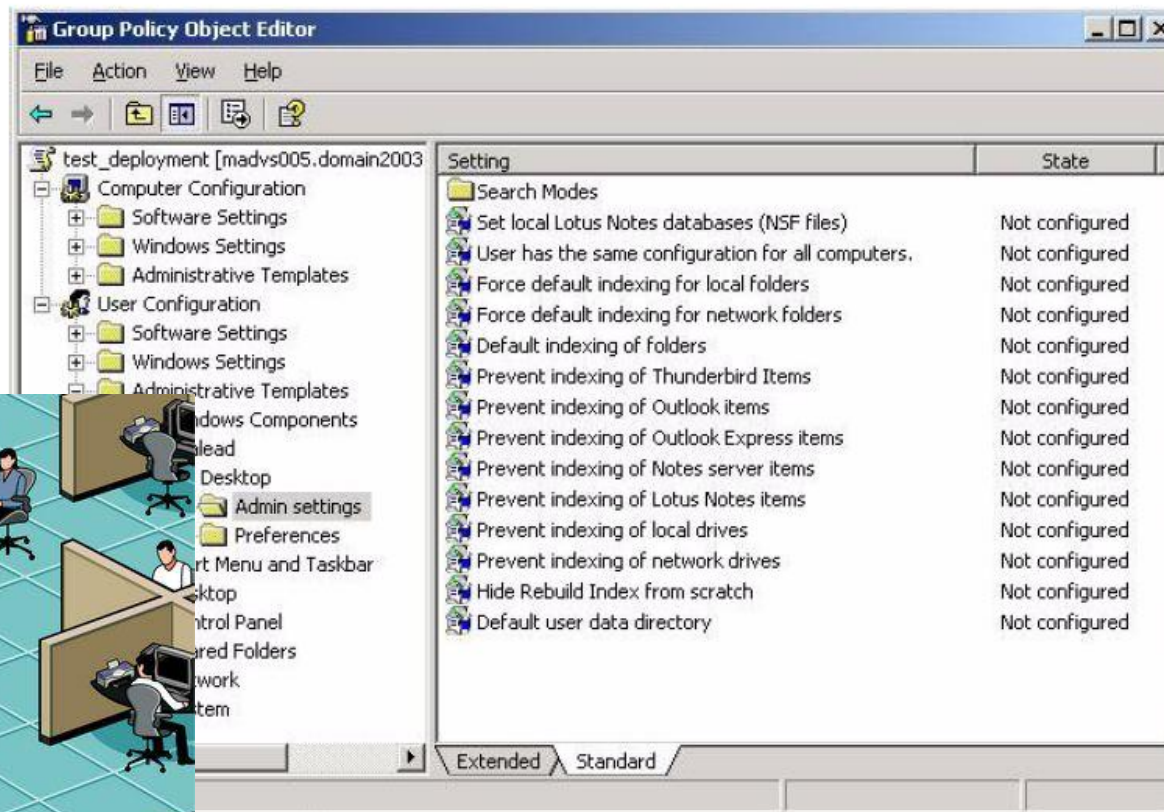 Group Policy Object Editor
File Action View Help
test_deployment [madvs005.domain2003
Computer Configuration
Software Settings
Windows Settings
Administrative Templates
User Configuration
Software Settings
Windows Settings
Administrative Templates
Components
Desktop
Admin settings
Preferences
Menu and Taskbar
Panel
Folders
Setting State
Search Modes
Set local Lotus Notes databases (NSF files) Not configured
User has the same configuration for all computers. Not configured
Force default indexing for local folders Not configured
Force default indexing for network folders Not configured
Default indexing of folders Not configured
Prevent indexing of Thunderbird Items Not configured
Prevent indexing of Outlook items Not configured
Prevent indexing of Outlook Express items Not configured
Prevent indexing of Notes server items Not configured
Prevent indexing of Lotus Notes items Not configured
Prevent indexing of local drives Not configured
Prevent indexing of network drives Not configured
Hide Rebuild Index from scratch Not configured
Default user data directory Not configured
Extended Standard